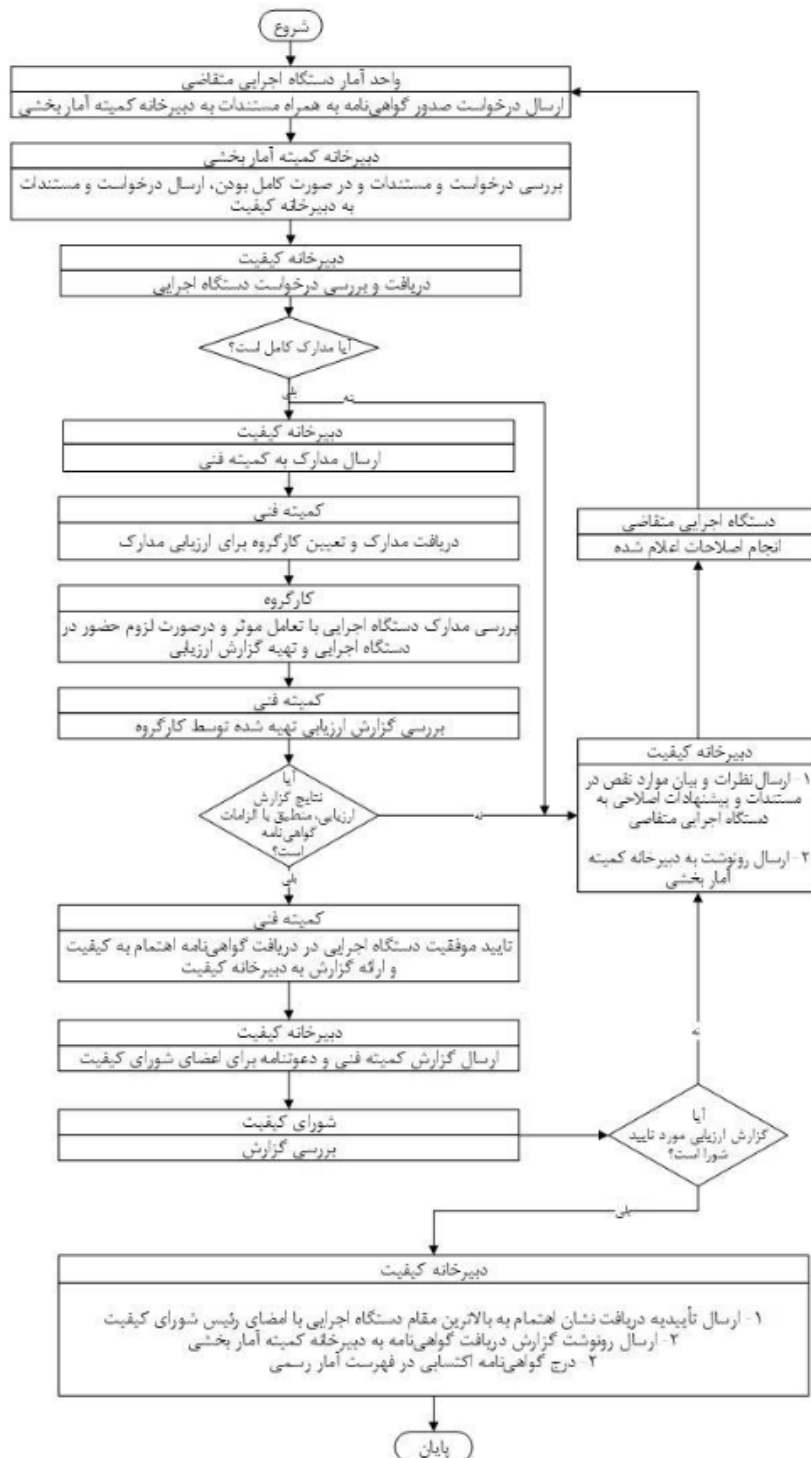 شروع
واحد آمار دستگاه اجرایی متقاضی
ارسال درخواست صدور گواهی‌نامه به همراه مستندات به دبیرخانه کمیته آمار بخشی
دبیرخانه کمیته آمار بخشی
بررسی درخواست و مستندات و در صورت کامل بودن، ارسال درخواست و مستندات
به دبیرخانه کیفیت
دبیرخانه کیفیت
دریافت و بررسی درخواست دستگاه اجرایی
آیا مدارک کامل است؟
بلی
نه
دبیرخانه کیفیت
ارسال مدارک به کمیته فنی
کمیته فنی
دریافت مدارک و تعیین کارگروه برای ارزیابی مدارک
کارگروه
بررسی مدارک دستگاه اجرایی با تعامل موثر و درصورت لزوم حضور در
دستگاه اجرایی و تهیه گزارش ارزیابی
کمیته فنی
بررسی گزارش ارزیابی تهیه شده توسط کارگروه
آیا
نتایج گزارش
ارزیابی، منطبق با الزامات
گواهی‌نامه
است؟
نه
بلی
دستگاه اجرایی متقاضی
انجام اصلاحات اعلام شده
دبیرخانه کیفیت
۱- ارسال نظرات و بیان موارد نقص در
مستندات و پیشنهادات اصلاحی به
دستگاه اجرایی متقاضی
۲- ارسال رونوشت به دبیرخانه کمیته
آمار بخشی
کمیته فنی
تایید موفقیت دستگاه اجرایی در دریافت گواهی‌نامه اهتمام به کیفیت
و ارائه گزارش به دبیرخانه کیفیت
دبیرخانه کیفیت
ارسال گزارش کمیته فنی و دعوتنامه برای اعضای شورای کیفیت
شورای کیفیت
بررسی گزارش
آیا
گزارش ارزیابی مورد تایید
شورا است؟
نه
بلی
دبیرخانه کیفیت
۱- ارسال تأییدیه دریافت نشان اهتمام به بالاترین مقام دستگاه اجرایی با امضای رئیس شورای کیفیت
۲- ارسال رونوشت گزارش دریافت گواهی‌نامه به دبیرخانه کمیته آمار بخشی
۲- درج گواهی‌نامه اکتسابی در فهرست آمار رسمی
پایان